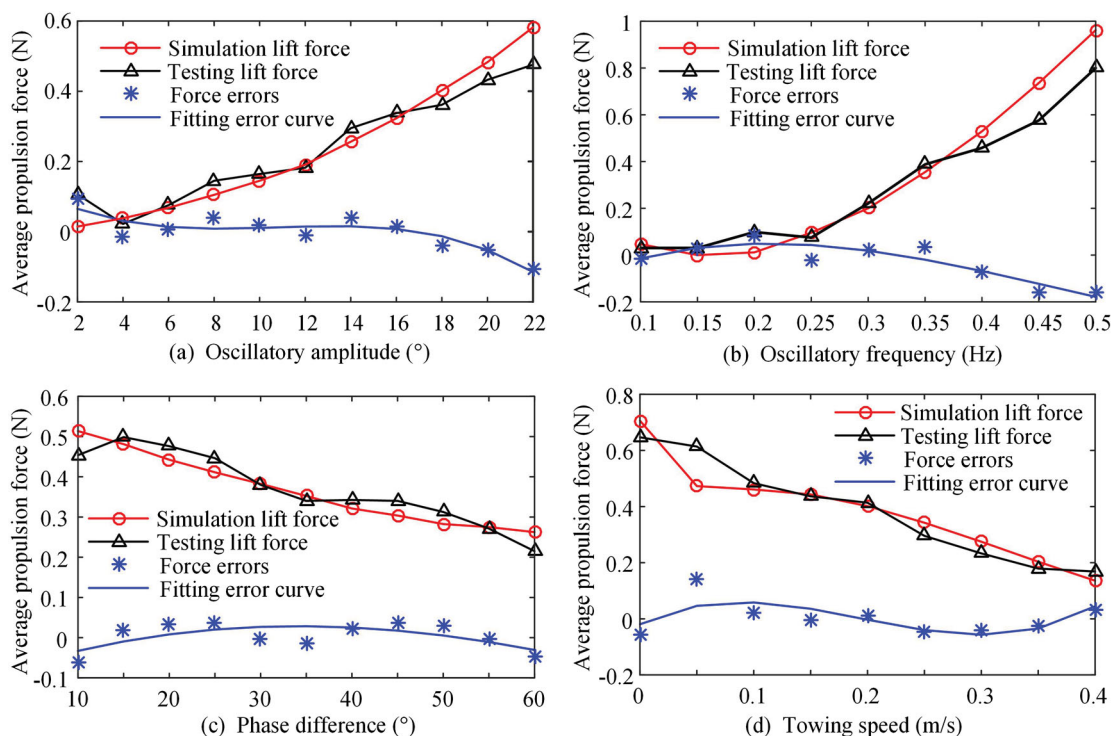 0.6
0.4
0.2
0
-0.2
Average propulsion force (N)
Simulation lift force
Testing lift force
Force errors
Fitting error curve
2 4 6 8 10 12 14 16 18 20 22
(a) Oscillatory amplitude (°)
1
0.8
0.6
0.4
0.2
0
-0.2
Average propulsion force (N)
Simulation lift force
Testing lift force
Force errors
Fitting error curve
0.1 0.15 0.2 0.25 0.3 0.35 0.4 0.45 0.5
(b) Oscillatory frequency (Hz)
0.6
0.5
0.4
0.3
0.2
0
-0.1
Average propulsion force (N)
Simulation lift force
Testing lift force
Force errors
Fitting error curve
10 20 30 40 50 60
(c) Phase difference (°)
0.8
0.6
0.4
0.2
0
-0.2
Average propulsion force (N)
Simulation lift force
Testing lift force
Force errors
Fitting error curve
0 0.1 0.2 0.3 0.4
(d) Towing speed (m/s)